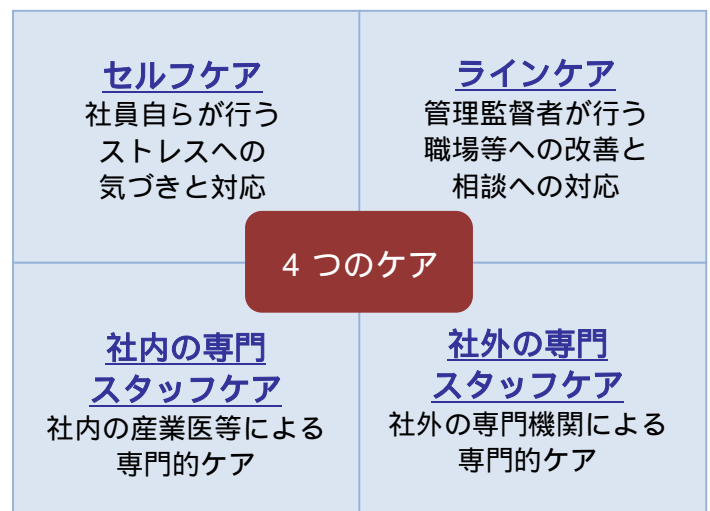 セルフケア
社員自らが行う
ストレスへの
気づきと対応
ラインケア
管理監督者が行う
職場等への改善と
相談への対応
4 つのケア
社内の専門
スタッフケア
社内の産業医等による
専門的ケア
社外の専門
スタッフケア
社外の専門機関による
専門的ケア